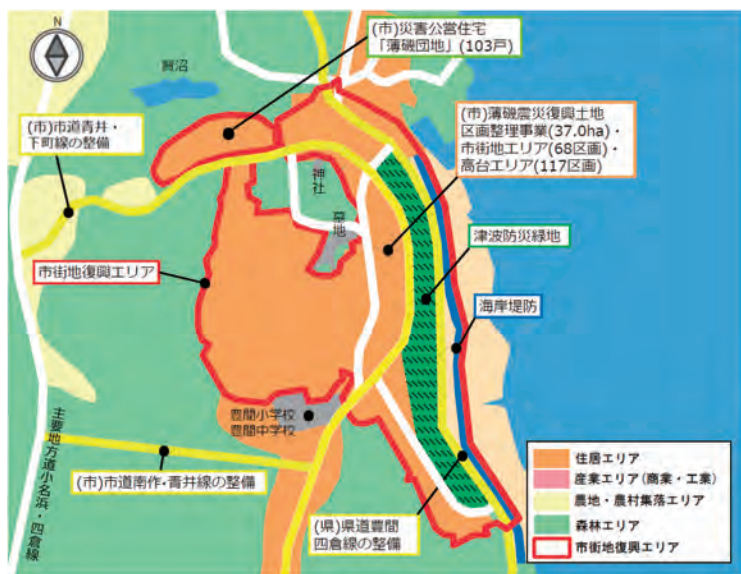 N
(市)災害公営住宅
「薄磯団地」(103戸)
賢沼
(市)市道青井・
下町線の整備
(市)薄磯震災復興土地
区画整理事業(37.0ha)・
市街地エリア(68区画)・
高台エリア(117区画)
神社
墓地
津波防災緑地
市街地復興エリア
海岸堤防
豊間小学校
豊間中学校
主要地方道小名浜・四倉線
(市)市道南作・青井線の整備
(県)県道豊間
四倉線の整備
住居エリア
産業エリア(商業・工業)
農地・農村集落エリア
森林エリア
市街地復興エリア